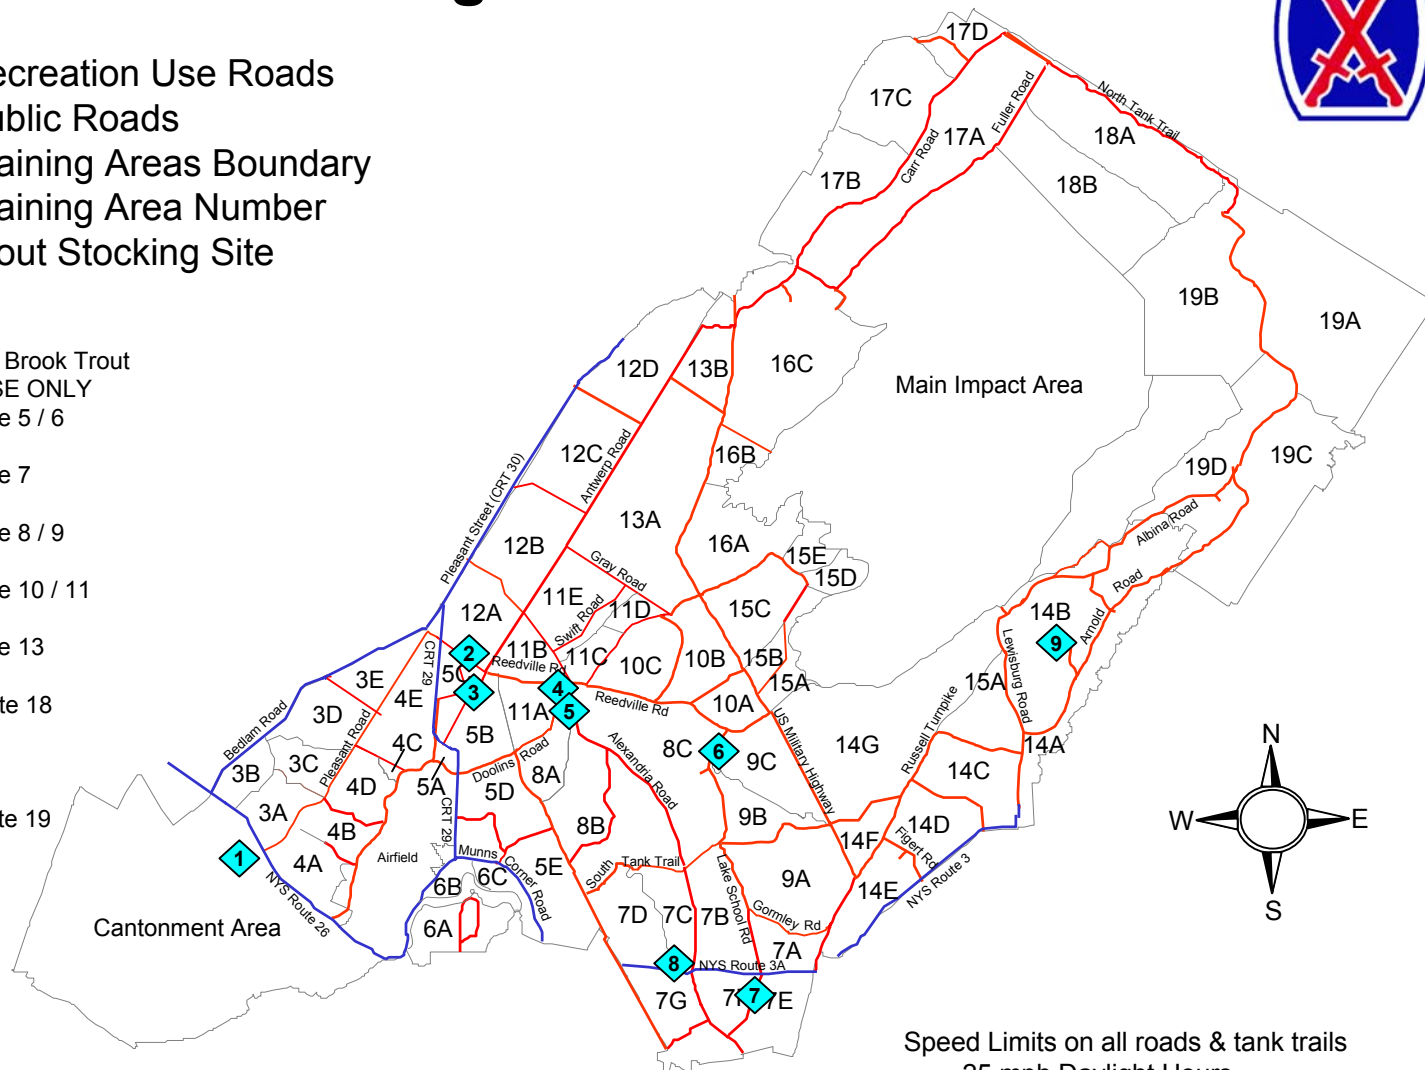 ecreation Use Roads
ublic Roads
aining Areas Boundary
aining Area Number
out Stocking Site
Brook Trout
SE ONLY
e 5 / 6
e 7
e 8 / 9
e 10 / 11
e 13
te 18
te 19
17D
17C
17A
17B
Carr Road
Fuller Road
North Tank Trail
18A
18B
19B
19A
19C
19D
Main Impact Area
16C
16B
16A
13B
13A
12D
12C
12B
12A
Antwerp Road
Pleasant Street (CRT 30)
Gray Road
Swift Road
11E
11D
11B
11C
11A
10C
10B
10A
15E
15D
15C
15B
15A
15A
Reedville Rd
Reedville Rd
2
3
4
5
6
9
14B
14A
14C
14D
14E
14F
14G
Albina Road
Arnold Road
Lewisburg Road
Russell Turnpike
US Military Highway
Figert Rd
NYS Route 3
3E
3D
3C
3B
3A
4E
4C
4D
4B
4A
Bedlam Road
Pleasant Road
CRT 29
CRT 29
5B
5A
5D
5E
Doolins Road
8A
8B
8C
Alexandria Road
9C
9B
9A
Airfield
Munns Corner Road
6B
6C
6A
South Tank Trail
Lake School Rd
Gormley Rd
7D
7C
7B
7A
NYS Route 3A
8
7
7G
7E
1
NYS Route 26
Cantonment Area
N
W
E
S
Speed Limits on all roads & tank trails
25 mph Daylight Hours